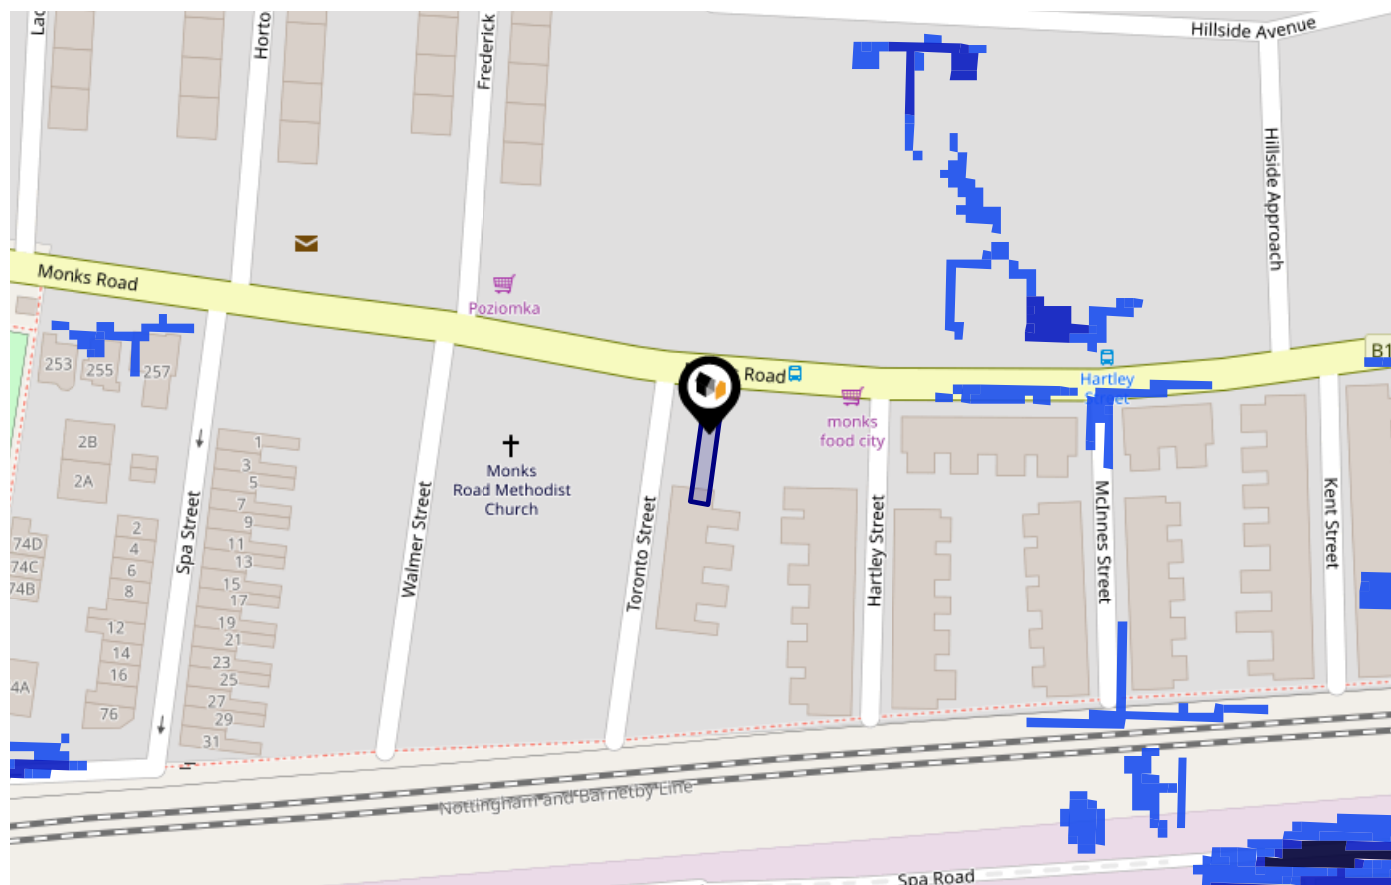 Hillside Avenue
Lac
Horto
Frederick
Hillside Approach
Monks Road
Poziomka
Road
B1
Hartley
Street
monks
food city
253
255
257
2B
2A
1
3
5
7
9
11
13
15
17
19
21
23
25
27
29
31
2
4
6
8
12
14
16
76
74D
74C
74B
4A
Monks
Road Methodist
Church
Spa Street
Walmer Street
Toronto Street
Hartley Street
McInnes Street
Kent Street
Nottingham and Barnetby Line
Spa Road